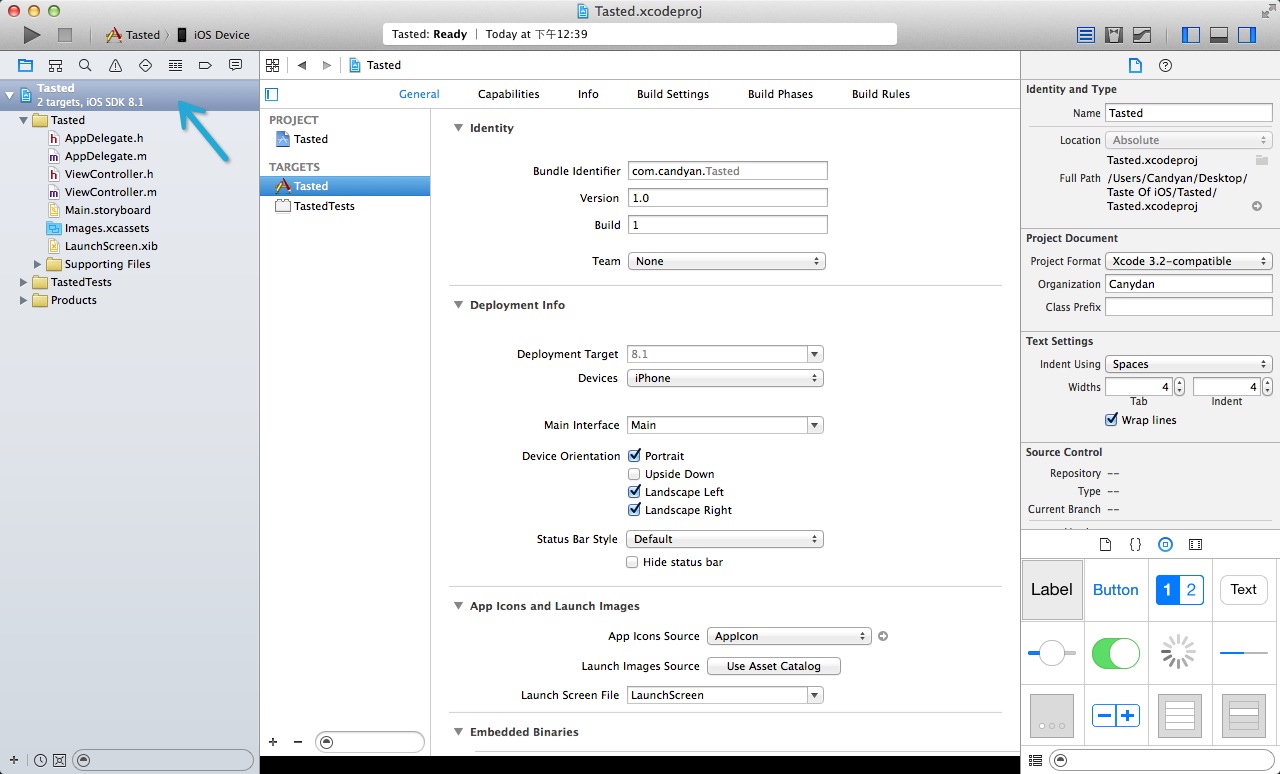 Tasted.xcodeproj
Tasted iOS Device
Tasted: Ready Today at 下午12:39
Tasted
2 targets, iOS SDK 8.1
Tasted
AppDelegate.h
AppDelegate.m
ViewController.h
ViewController.m
Main.storyboard
Images.xcassets
LaunchScreen.xib
Supporting Files
TastedTests
Products
Tasted
General Capabilities Info Build Settings Build Phases Build Rules
PROJECT
Tasted
TARGETS
Tasted
TastedTests
Identity
Bundle Identifier com.candyan.Tasted
Version 1.0
Build 1
Team None
Deployment Info
Deployment Target 8.1
Devices iPhone
Main Interface Main
Device Orientation Portrait
Upside Down
Landscape Left
Landscape Right
Status Bar Style Default
Hide status bar
App Icons and Launch Images
App Icons Source AppIcon
Launch Images Source Use Asset Catalog
Launch Screen File LaunchScreen
Embedded Binaries
Identity and Type
Name Tasted
Location Absolute
Tasted.xcodeproj
Full Path /Users/Candyan/Desktop/
Taste Of iOS/Tasted/
Tasted.xcodeproj
Project Document
Project Format Xcode 3.2-compatible
Organization Canydan
Class Prefix
Text Settings
Indent Using Spaces
Widths 4 4
Tab Indent
Wrap lines
Source Control
Repository --
Type --
Current Branch --
Label Button 1 2 Text